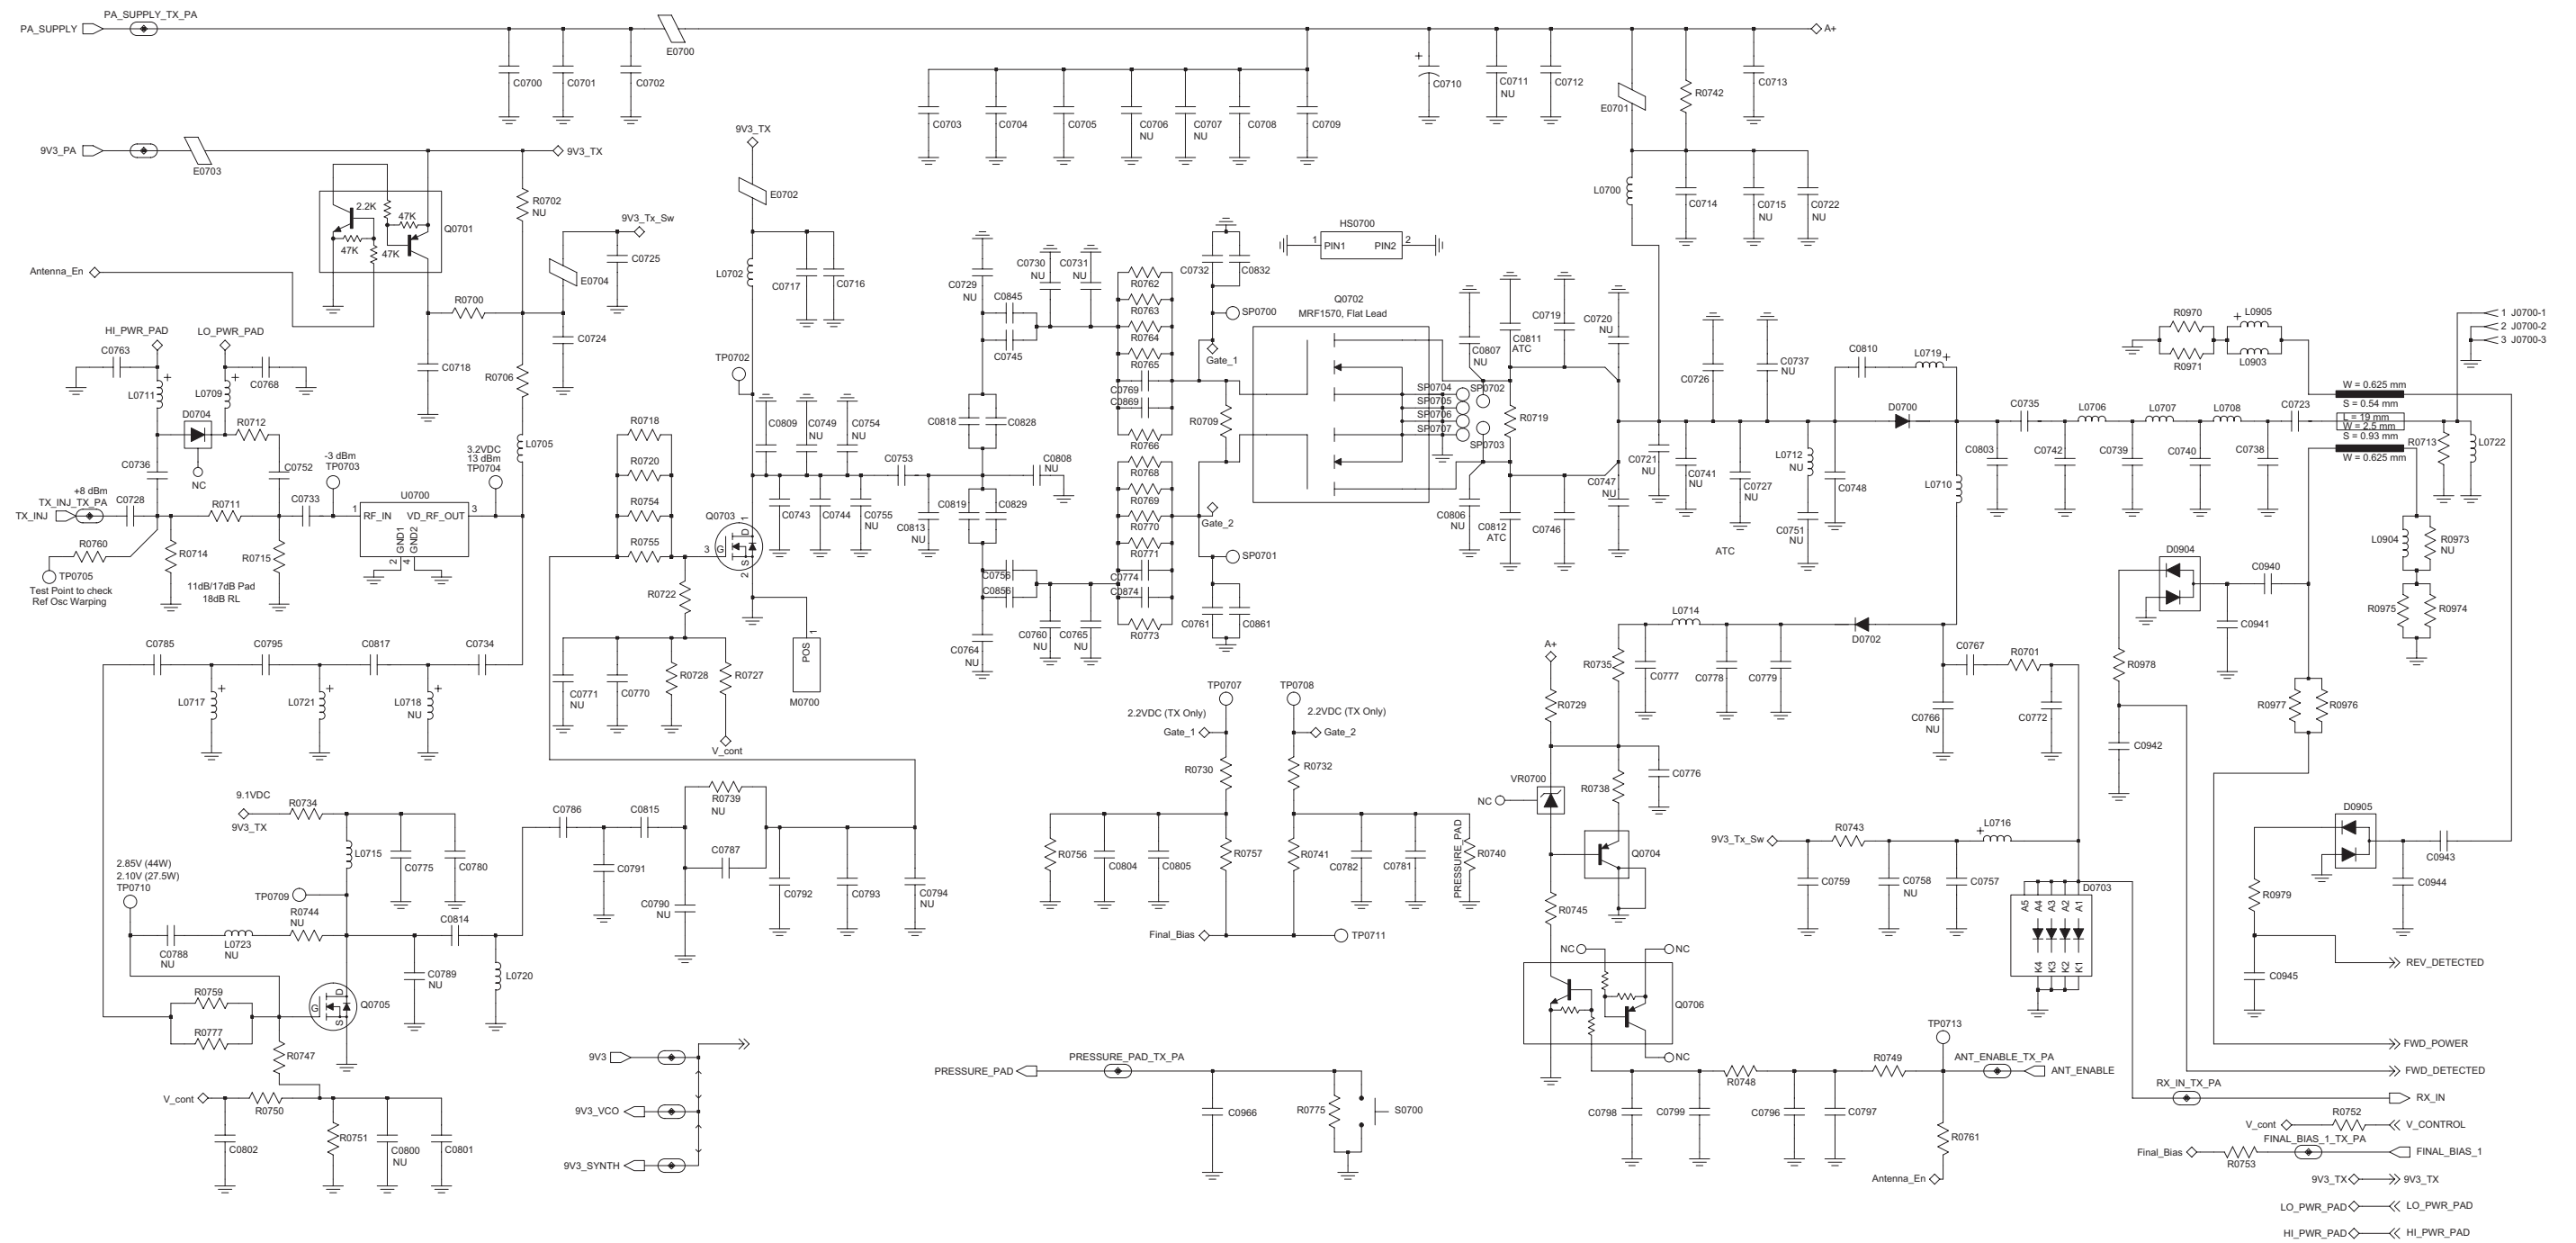 PA_SUPPLY_TX_PA
PA_SUPPLY
E0700
A+
C0700
C0701
C0702
C0703
C0704
C0705
C0706
NU
C0707
NU
C0708
C0709
C0710
+
C0711
NU
C0712
E0701
R0742
C0713
9V3_PA
E0703
9V3_TX
9V3_TX
E0702
2.2K
47K
47K
47K
Q0701
R0702
NU
9V3_Tx_Sw
C0725
E0704
Antenna_En
R0700
C0724
C0718
L0702
C0717
C0716
L0700
C0714
C0715
NU
C0722
NU
HS0700
1
PIN1
PIN2
2
C0729
NU
C0730
NU
C0731
NU
C0845
C0745
R0762
R0763
R0764
R0765
C0769
C0869
R0766
C0732
C0832
SP0700
Gate_1
Q0702
MRF1570, Flat Lead
R0709
SP0704
SP0705
SP0706
SP0707
SP0702
SP0703
C0807
NU
C0811
ATC
C0719
C0720
NU
R0719
C0806
NU
C0812
ATC
C0746
C0747
NU
C0721
NU
C0741
NU
C0726
C0737
NU
C0727
NU
L0712
NU
C0751
NU
C0748
ATC
C0810
L0719
+
D0700
L0710
C0803
C0735
C0742
L0706
C0739
L0707
C0740
L0708
C0738
C0723
R0970
R0971
+
L0905
L0903
W = 0.625 mm
S = 0.54 mm
L = 19 mm
W = 2.5 mm
S = 0.93 mm
W = 0.625 mm
1 J0700-1
2 J0700-2
3 J0700-3
R0713
L0722
HI_PWR_PAD
LO_PWR_PAD
C0763
C0768
L0711
+
L0709
+
D0704
NC
R0712
C0736
C0752
+8 dBm
TX_INJ_TX_PA
TX_INJ
C0728
R0711
C0733
-3 dBm
TP0703
R0760
TP0705
Test Point to check
Ref Osc Warping
R0714
R0715
11dB/17dB Pad
18dB RL
U0700
1
RF_IN
VD_RF_OUT
3
GND1
GND2
2
4
3.2VDC
13 dBm
TP0704
R0706
L0705
TP0702
R0718
R0720
R0754
R0755
Q0703
3
G
D
S
1
2
R0722
C0809
C0749
NU
C0754
NU
C0743
C0744
C0755
NU
C0753
C0813
NU
C0818
C0828
C0808
NU
C0819
C0829
C0756
C0856
C0764
NU
C0760
NU
C0765
NU
R0768
R0769
R0770
R0771
C0774
C0874
R0773
Gate_2
SP0701
C0761
C0861
POS
1
M0700
C0771
NU
C0770
R0728
R0727
V_cont
C0785
C0795
C0817
C0734
L0717
+
L0721
+
L0718
NU
+
TP0707
2.2VDC (TX Only)
Gate_1
R0730
TP0708
2.2VDC (TX Only)
Gate_2
R0732
R0756
C0804
C0805
R0757
R0741
C0782
C0781
PRESSURE_PAD
R0740
Final_Bias
TP0711
A+
R0729
R0735
L0714
C0777
C0778
C0779
D0702
C0767
R0701
C0766
NU
C0772
VR0700
NC
R0738
C0776
Q0704
R0745
NC
NC
NC
Q0706
9V3_Tx_Sw
R0743
+
L0716
C0759
C0758
NU
C0757
D0703
A5
A4
A3
A2
A1
K4
K3
K2
K1
D0904
C0940
C0941
R0978
C0942
L0904
R0973
NU
R0975
R0974
R0977
R0976
D0905
C0943
C0944
R0979
C0945
REV_DETECTED
FWD_POWER
FWD_DETECTED
RX_IN_TX_PA
RX_IN
V_cont
R0752
V_CONTROL
FINAL_BIAS_1_TX_PA
Final_Bias
R0753
FINAL_BIAS_1
9V3_TX
9V3_TX
LO_PWR_PAD
LO_PWR_PAD
HI_PWR_PAD
HI_PWR_PAD
9.1VDC
9V3_TX
R0734
L0715
C0775
C0780
2.85V (44W)
2.10V (27.5W)
TP0710
TP0709
C0788
NU
L0723
NU
R0744
NU
C0814
C0789
NU
L0720
R0759
R0777
G
D
S
Q0705
R0747
V_cont
R0750
C0802
R0751
C0800
NU
C0801
C0786
C0791
C0815
R0739
NU
C0787
C0790
NU
C0792
C0793
C0794
NU
9V3
9V3_VCO
9V3_SYNTH
PRESSURE_PAD
PRESSURE_PAD_TX_PA
C0966
R0775
S0700
C0798
C0799
R0748
C0796
C0797
R0749
TP0713
ANT_ENABLE_TX_PA
ANT_ENABLE
R0761
Antenna_En